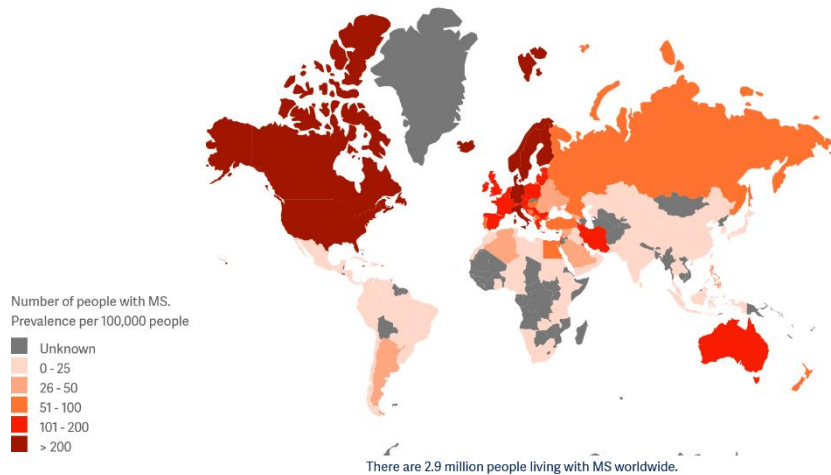 Number of people with MS.
Prevalence per 100,000 people
Unknown
0 - 25
26 - 50
51 - 100
101 - 200
> 200
There are 2.9 million people living with MS worldwide.